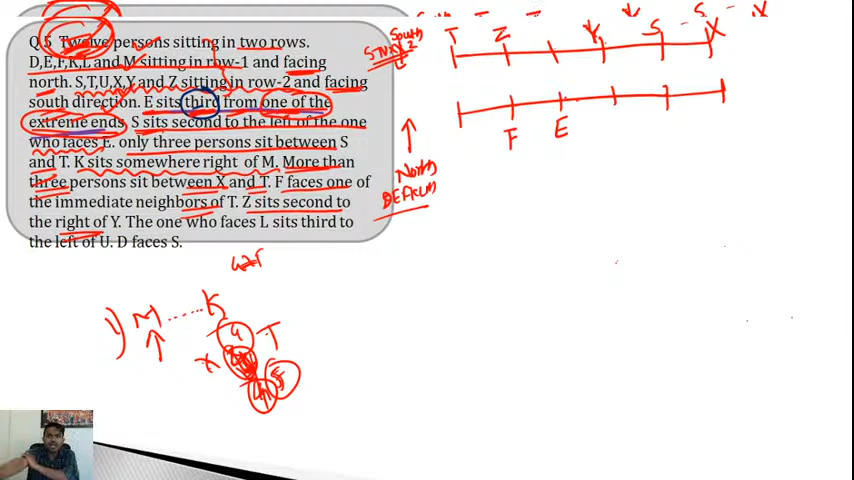 Q.5 Twelve persons sitting in two rows.
D,E,F,K,L and M sitting in row-1 and facing
north. S,T,U,X,Y and Z sitting in row-2 and facing
south direction. E sits third from one of the
extreme ends. S sits second to the left of the one
who faces E. only three persons sit between S
and T. K sits somewhere right of M. More than
three persons sit between X and T. F faces one of
the immediate neighbors of T. Z sits second to
the right of Y. The one who faces L sits third to
the left of U. D faces S.
South
T Z Y S X
F E
North
DEFKLM
1) M ...... K
4 T
X